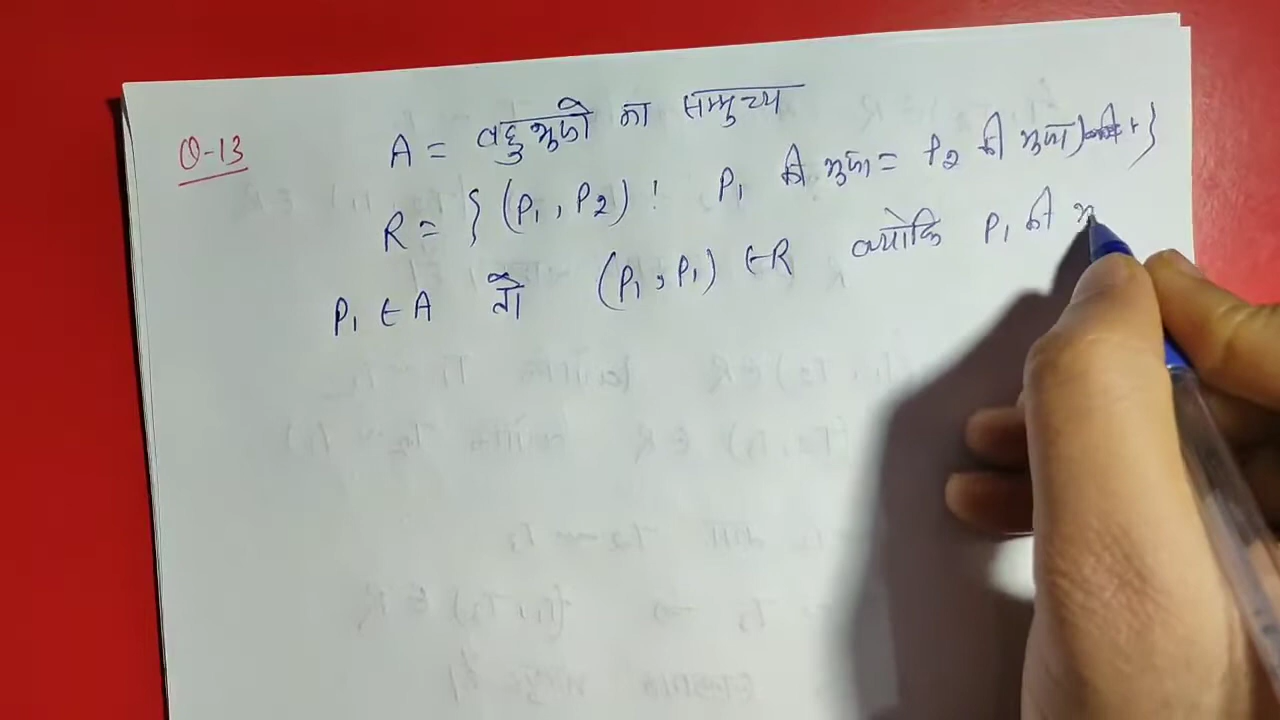 Q-13
A = बहुभुजो का समुच्चय
R = { (P₁, P₂) : P₁ की भुजा = P₂ की भुजा }
P₁ ∈ A तो (P₁, P₁) ∈ R क्योकि P₁ की भ